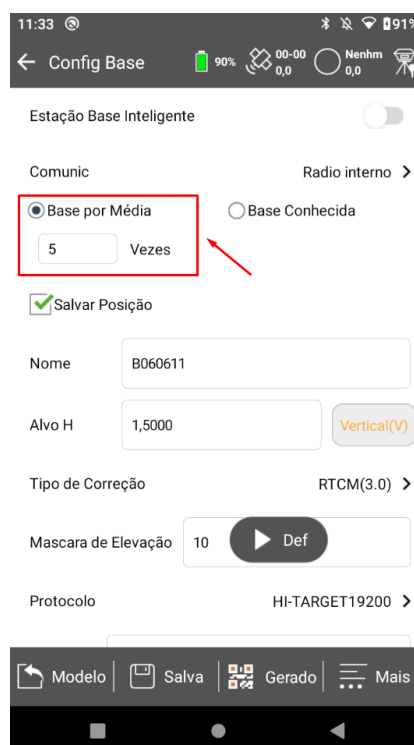 11:33 91%
Config Base 90% 00-00 0,0 Nenhm 0,0
Estação Base Inteligente
Comunic Radio interno
Base por Média Base Conhecida
5 Vezes
Salvar Posição
Nome B060611
Alvo H 1,5000 Vertical(V)
Tipo de Correção RTCM(3.0)
Mascara de Elevação 10 Def
Protocolo HI-TARGET19200
Modelo Salva Gerado Mais